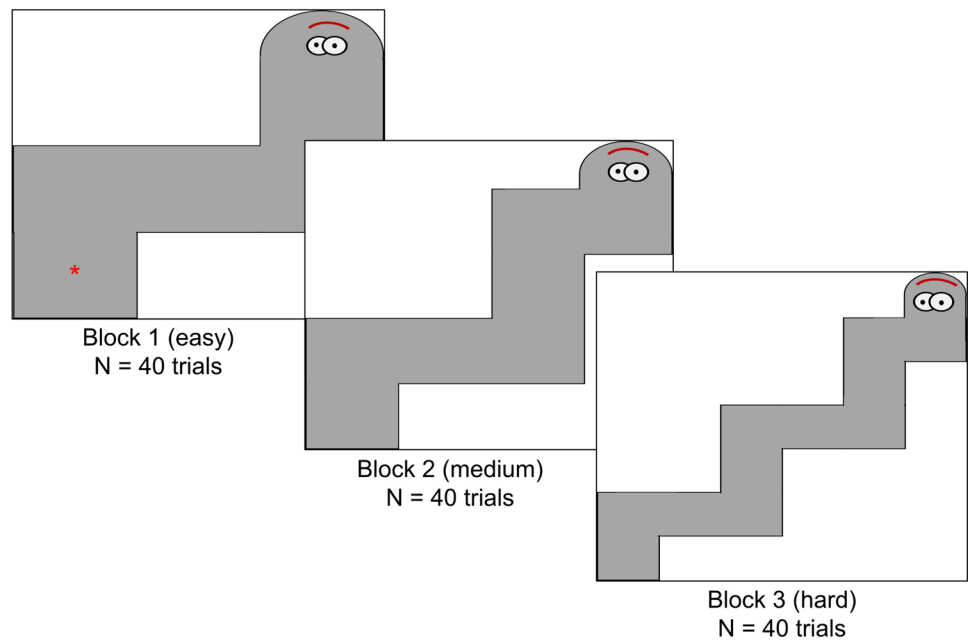 *
Block 1 (easy)
N = 40 trials
Block 2 (medium)
N = 40 trials
Block 3 (hard)
N = 40 trials